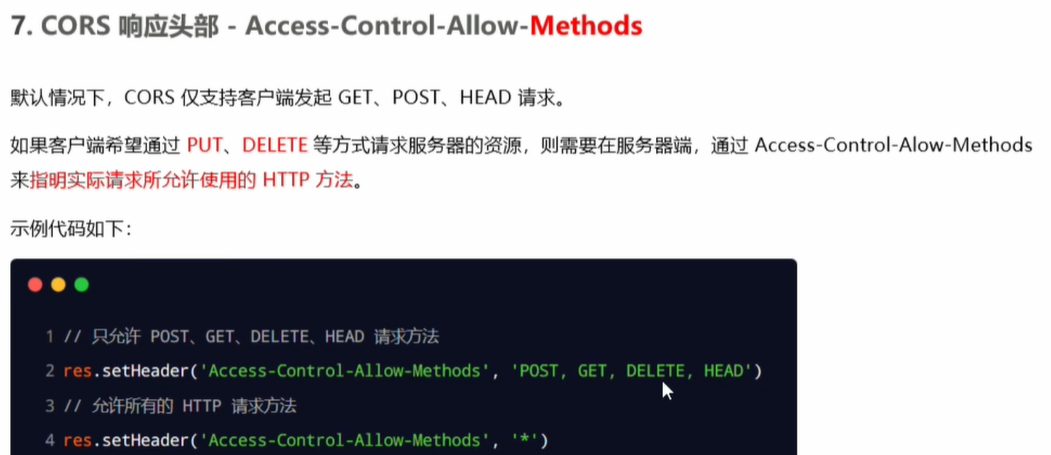 7. CORS 响应头部 - Access-Control-Allow-Methods
默认情况下，CORS 仅支持客户端发起 GET、POST、HEAD 请求。
如果客户端希望通过 PUT、DELETE 等方式请求服务器的资源，则需要在服务器端，通过 Access-Control-Alow-Methods
来指明实际请求所允许使用的 HTTP 方法。
示例代码如下：
1 // 只允许 POST、GET、DELETE、HEAD 请求方法
2 res.setHeader('Access-Control-Allow-Methods', 'POST, GET, DELETE, HEAD')
3 // 允许所有的 HTTP 请求方法
4 res.setHeader('Access-Control-Allow-Methods', '*')